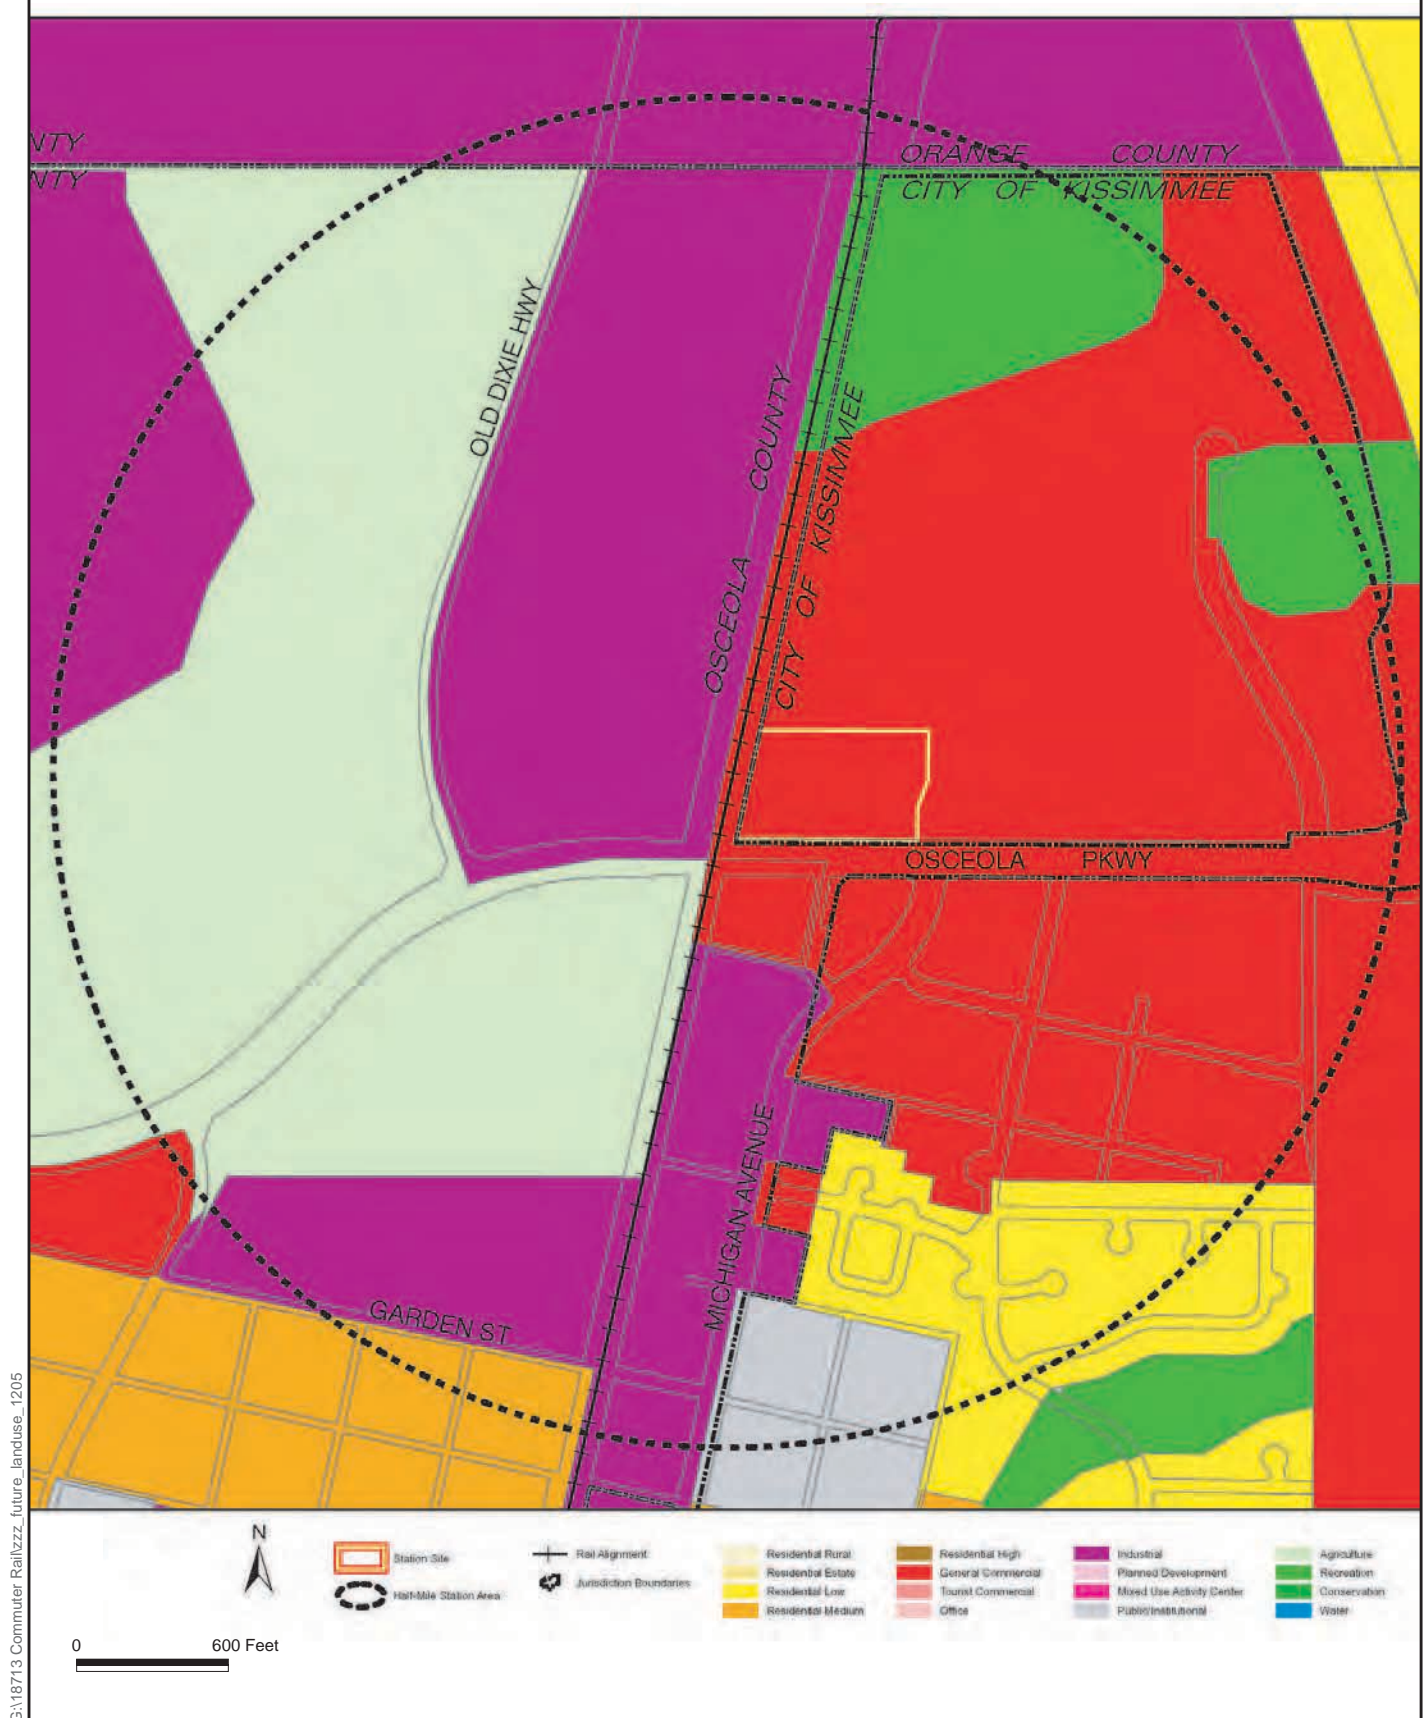 NTY
NTY
ORANGE COUNTY
CITY OF KISSIMMEE
OLD DIXIE HWY
OSCEOLA COUNTY
CITY OF KISSIMMEE
OSCEOLA PKWY
MICHIGAN AVENUE
GARDEN ST
G:\18713 Commuter Rail\zzz_future_landuse_1205
N
Station Site
Half-Mile Station Area
Rail Alignment
Jurisdiction Boundaries
Residential Rural
Residential Estate
Residential Low
Residential Medium
Residential High
General Commercial
Tourist Commercial
Office
Industrial
Planned Development
Mixed Use Activity Center
Public/Institutional
Agriculture
Recreation
Conservation
Water
0 600 Feet